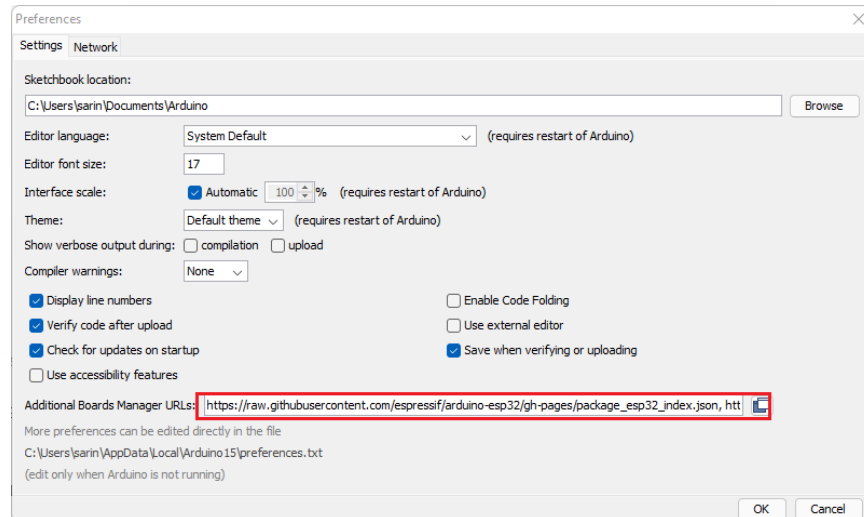 Preferences
Settings Network
Sketchbook location:
C:\Users\sarin\Documents\Arduino Browse
Editor language: System Default (requires restart of Arduino)
Editor font size: 17
Interface scale: Automatic 100 % (requires restart of Arduino)
Theme: Default theme (requires restart of Arduino)
Show verbose output during: compilation upload
Compiler warnings: None
Display line numbers Enable Code Folding
Verify code after upload Use external editor
Check for updates on startup Save when verifying or uploading
Use accessibility features
Additional Boards Manager URLs: https://raw.githubusercontent.com/espressif/arduino-esp32/gh-pages/package_esp32_index.json, htt
More preferences can be edited directly in the file
C:\Users\sarin\AppData\Local\Arduino15\preferences.txt
(edit only when Arduino is not running)
OK Cancel